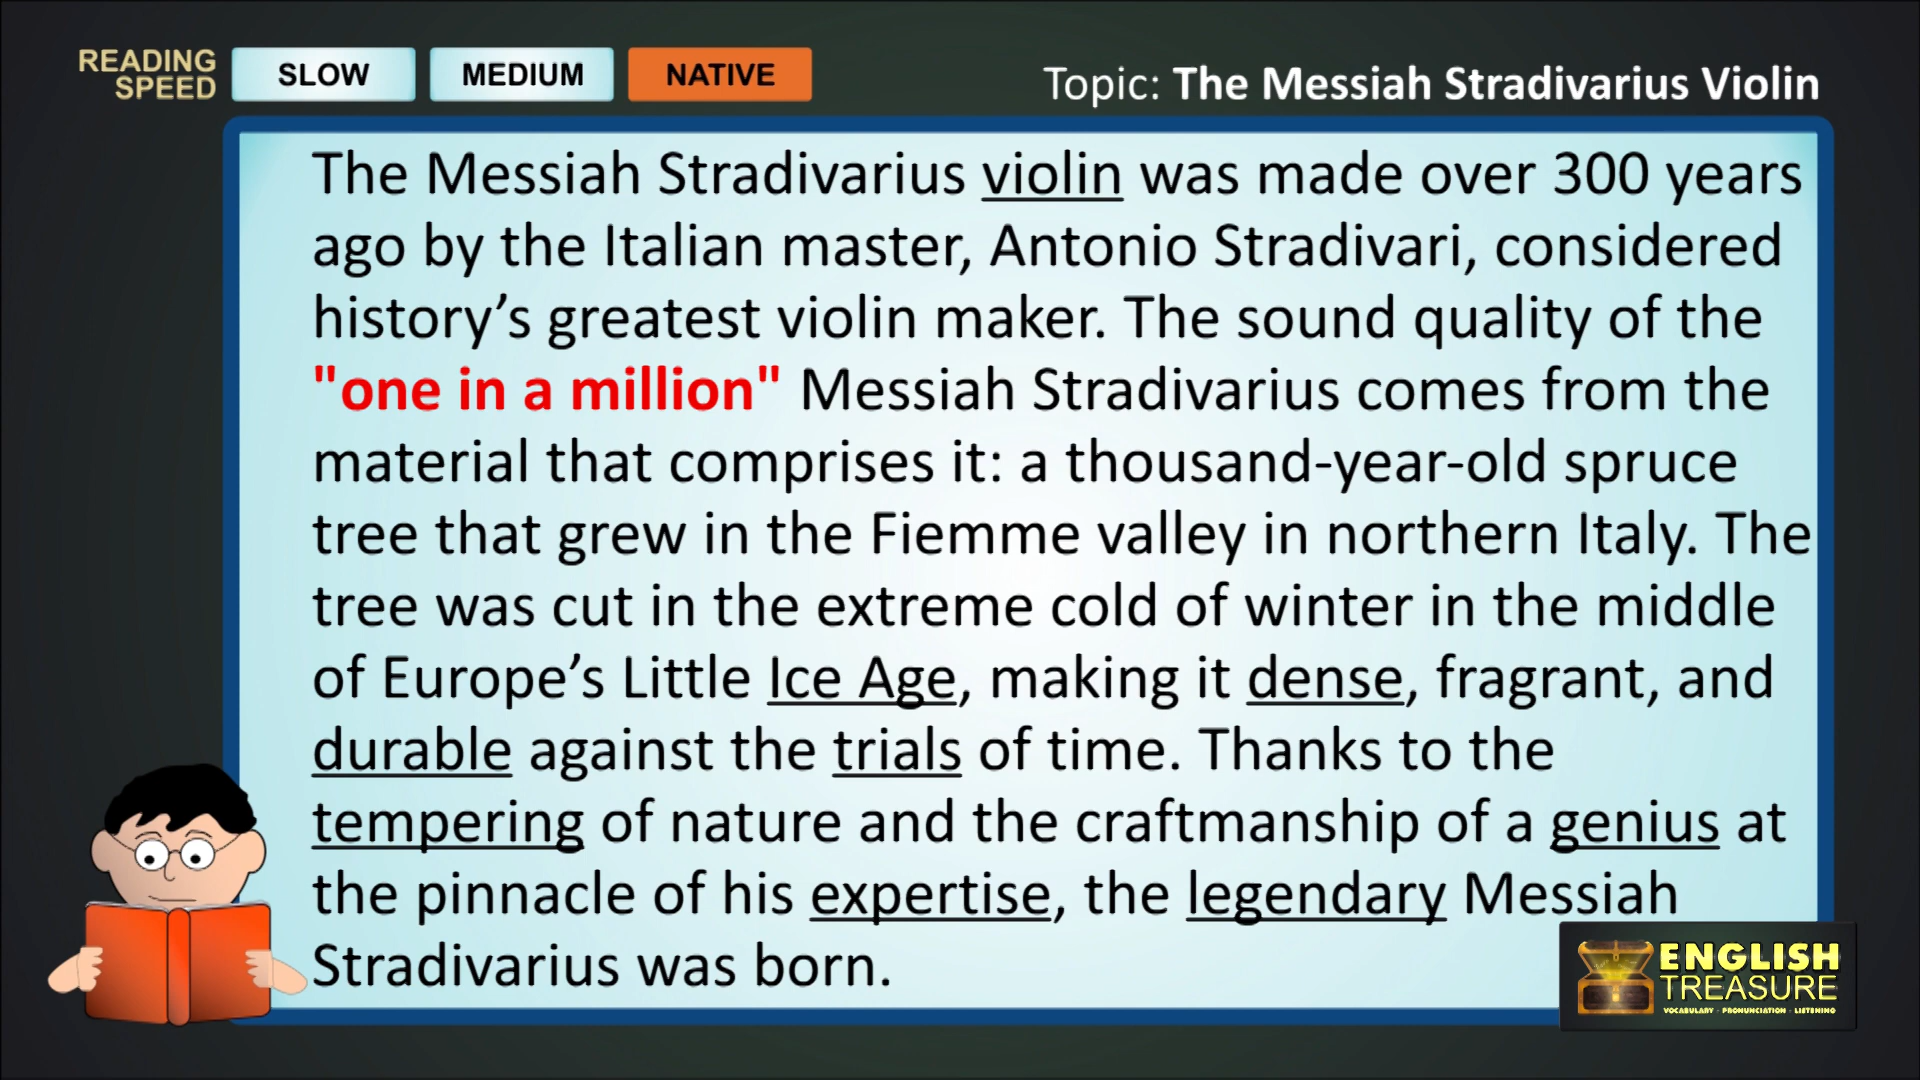 READING
SPEED
SLOW
MEDIUM
NATIVE
Topic: The Messiah Stradivarius Violin
The Messiah Stradivarius violin was made over 300 years
ago by the Italian master, Antonio Stradivari, considered
history’s greatest violin maker. The sound quality of the
"one in a million" Messiah Stradivarius comes from the
material that comprises it: a thousand-year-old spruce
tree that grew in the Fiemme valley in northern Italy. The
tree was cut in the extreme cold of winter in the middle
of Europe’s Little Ice Age, making it dense, fragrant, and
durable against the trials of time. Thanks to the
tempering of nature and the craftmanship of a genius at
the pinnacle of his expertise, the legendary Messiah
Stradivarius was born.
ENGLISH
TREASURE
VOCABULARY · PRONUNCIATION · LISTENING